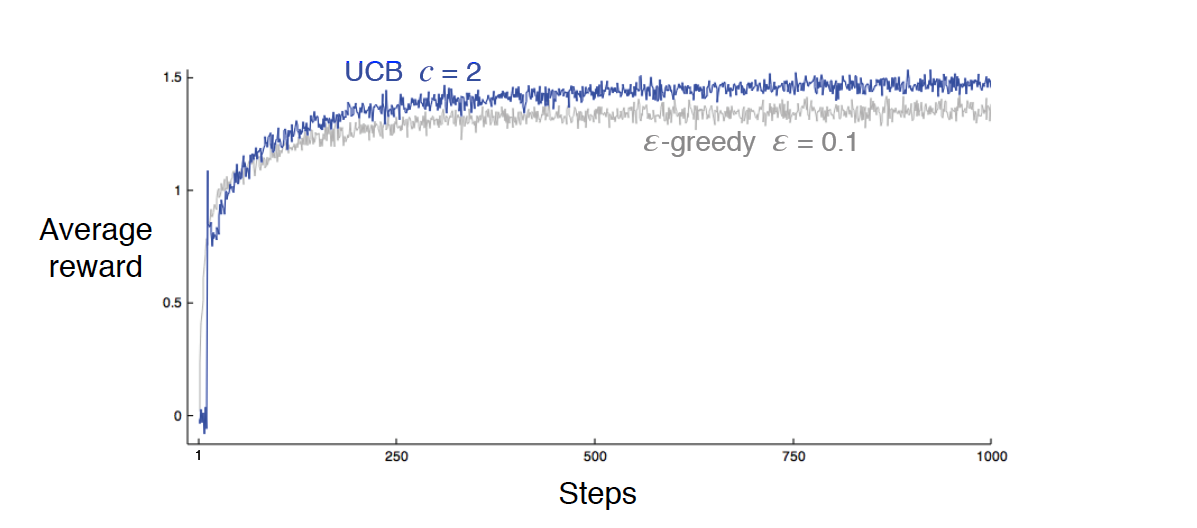 UCB c = 2
1.5
ε-greedy ε = 0.1
1
Average
reward
0.5
0
1
250
500
750
1000
Steps